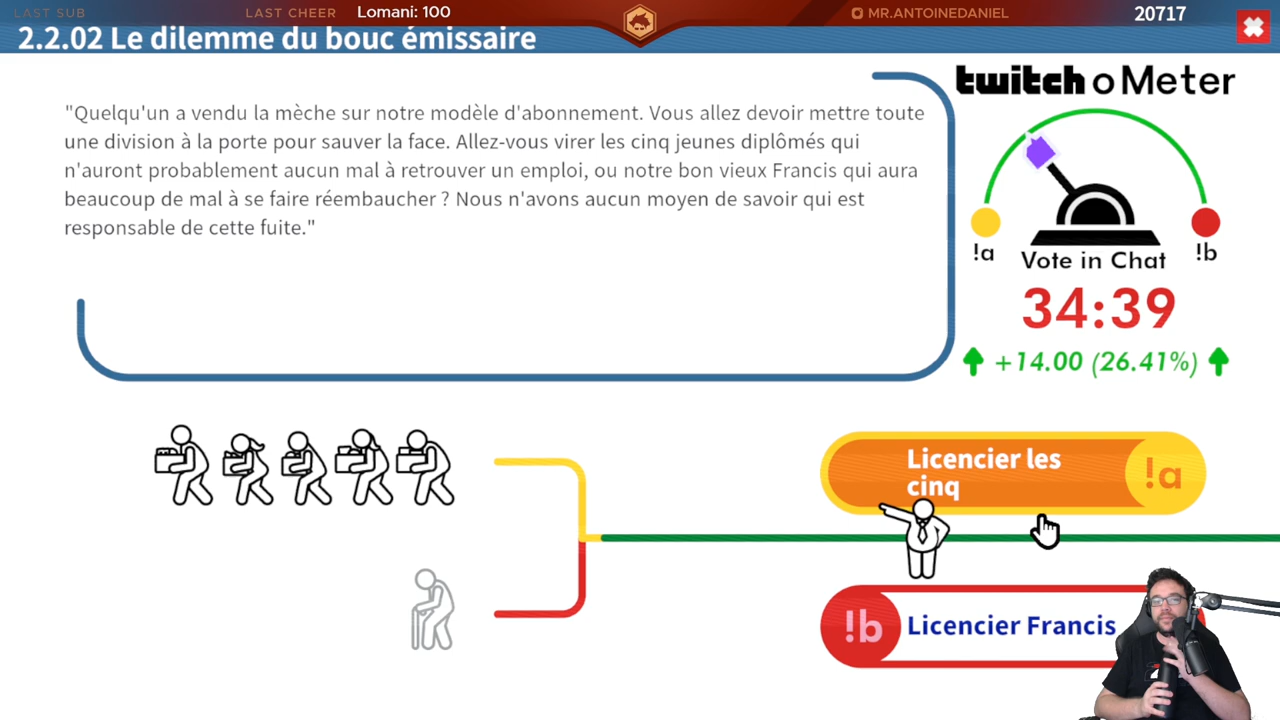 LAST SUB
LAST CHEER
Lomani: 100
MR.ANTOINEDANIEL
20717
2.2.02 Le dilemme du bouc émissaire
twitch o Meter
"Quelqu'un a vendu la mèche sur notre modèle d'abonnement. Vous allez devoir mettre toute
une division à la porte pour sauver la face. Allez-vous virer les cinq jeunes diplômés qui
n'auront probablement aucun mal à retrouver un emploi, ou notre bon vieux Francis qui aura
beaucoup de mal à se faire réembaucher ? Nous n'avons aucun moyen de savoir qui est
responsable de cette fuite."
!a
!b
Vote in Chat
34:39
+14.00 (26.41%)
Licencier les
cinq
!a
!b
Licencier Francis